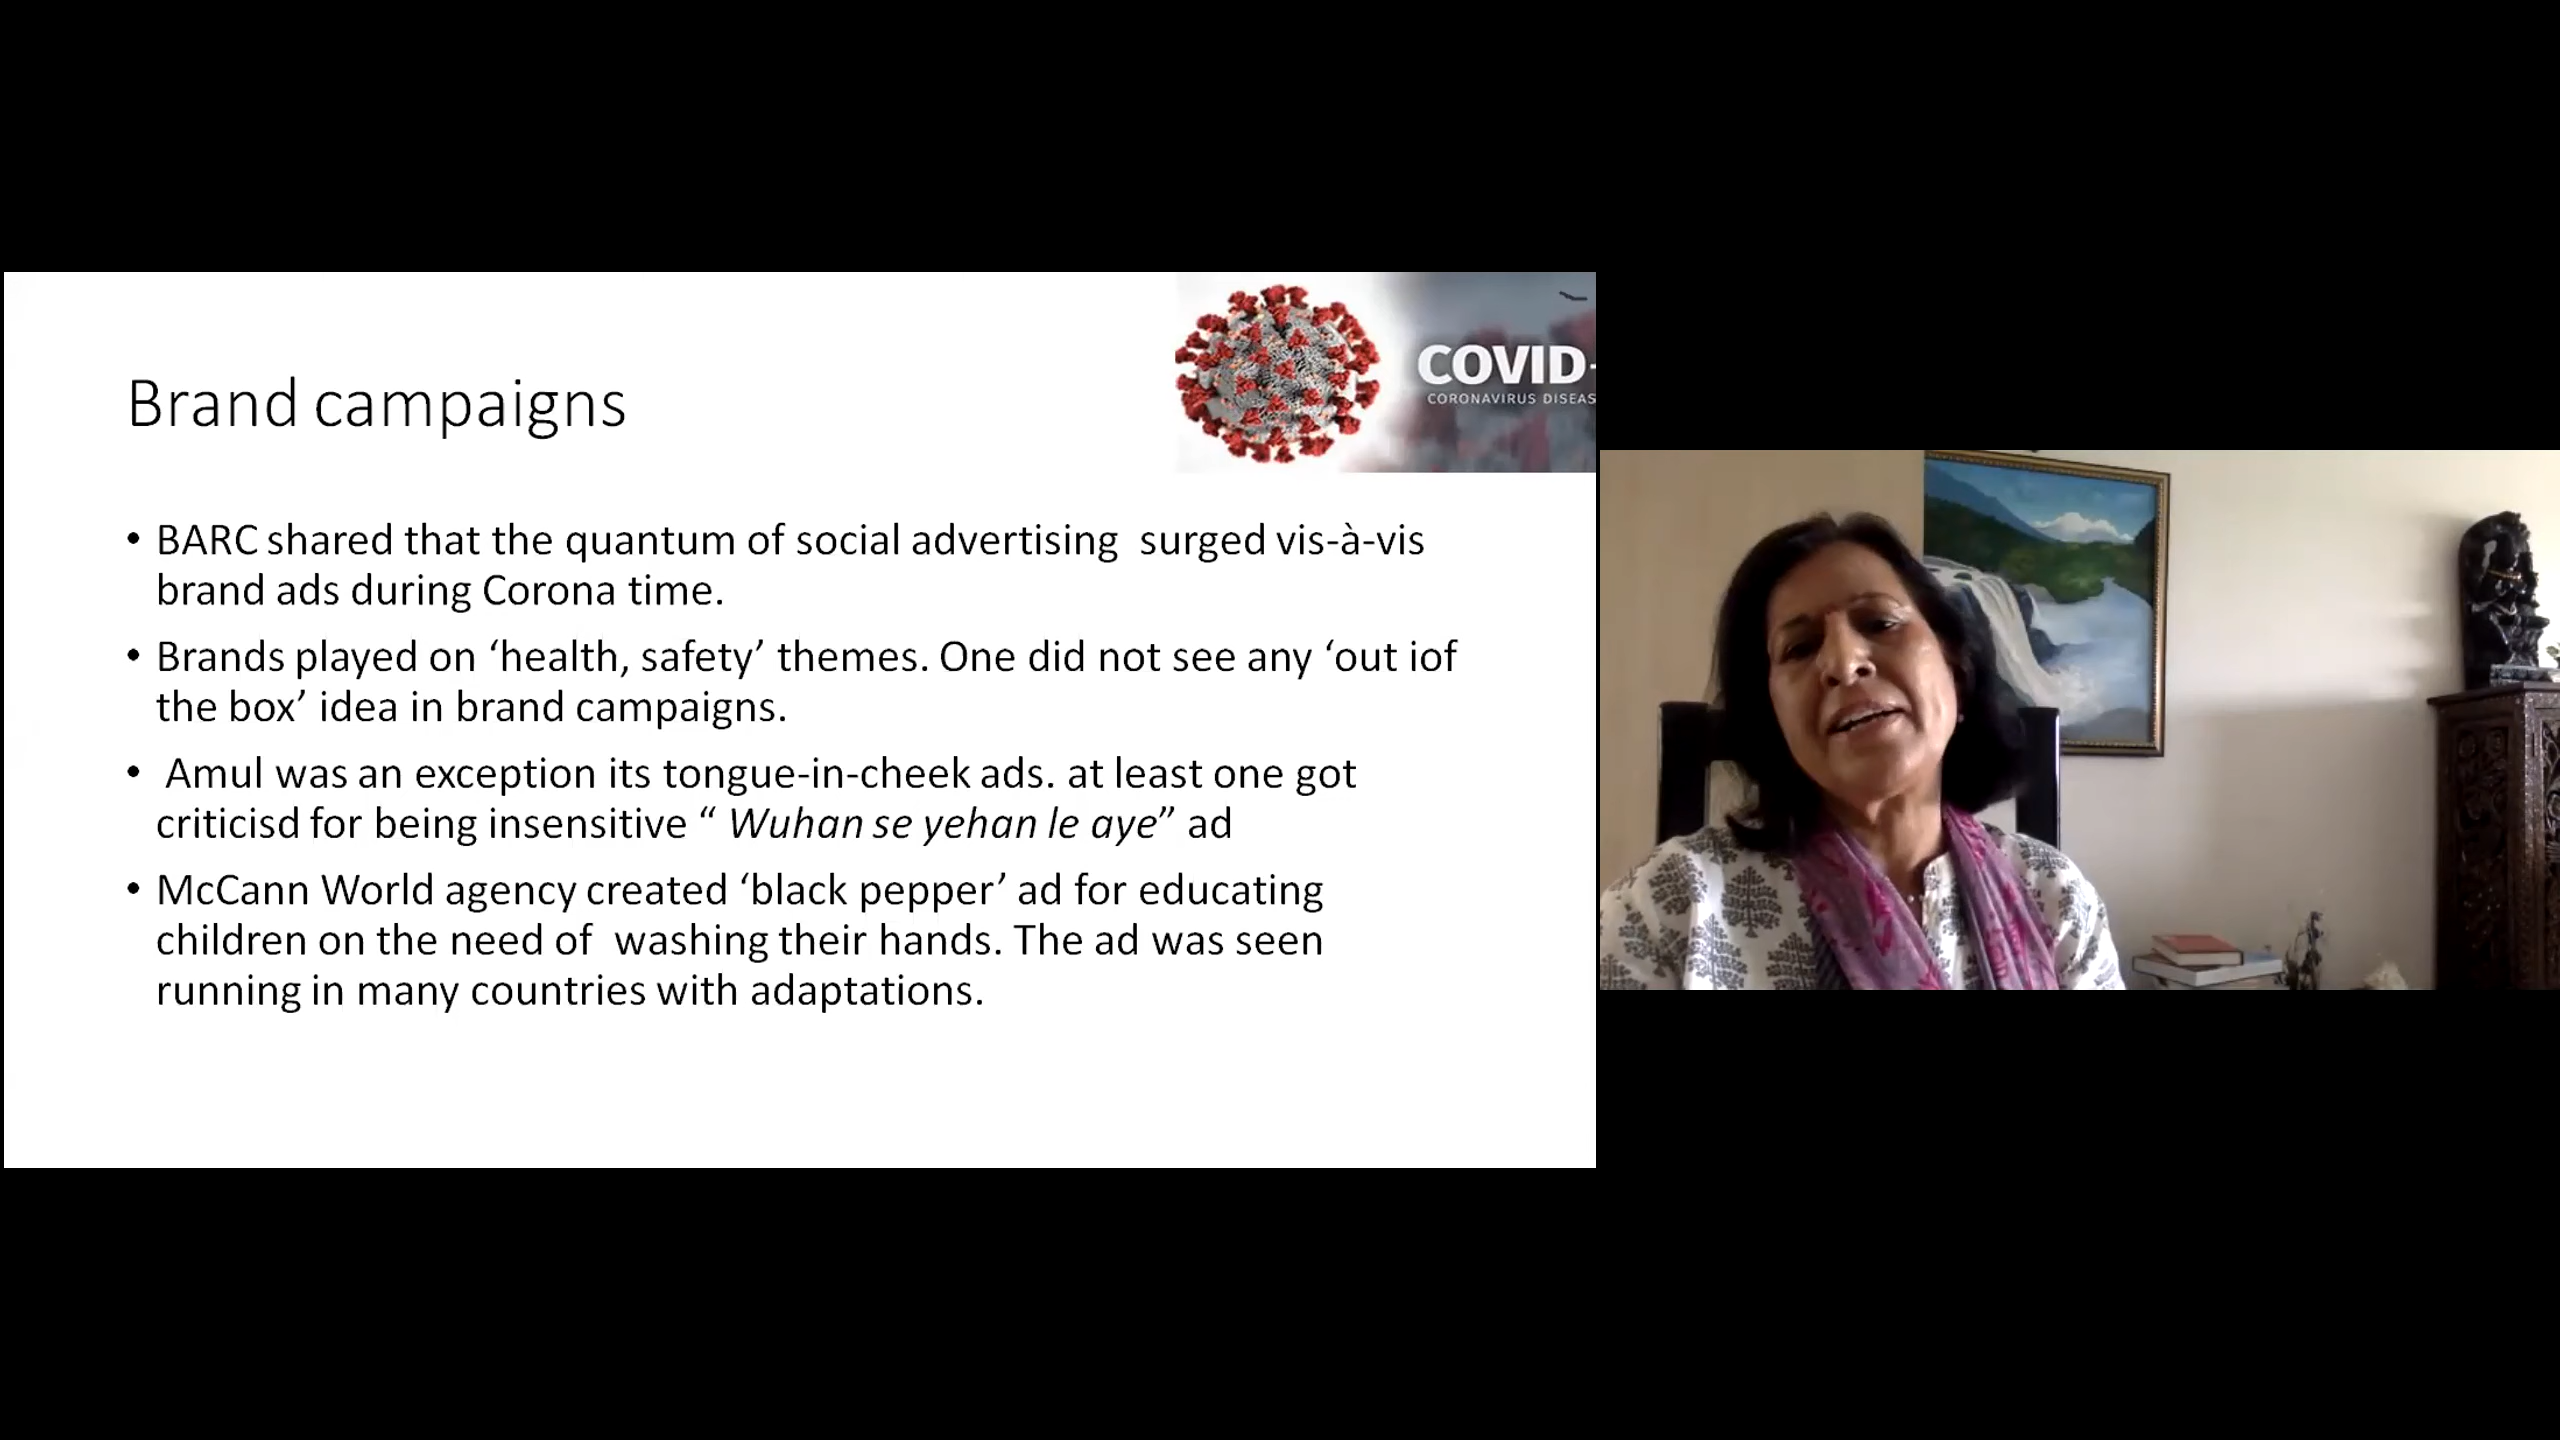 Brand campaigns
COVID-
CORONAVIRUS DISEAS
• BARC shared that the quantum of social advertising  surged vis-à-vis
brand ads during Corona time.
• Brands played on ‘health, safety’ themes. One did not see any ‘out iof
the box’ idea in brand campaigns.
• Amul was an exception its tongue-in-cheek ads. at least one got
criticisd for being insensitive “ Wuhan se yehan le aye” ad
• McCann World agency created ‘black pepper’ ad for educating
children on the need of  washing their hands. The ad was seen
running in many countries with adaptations.